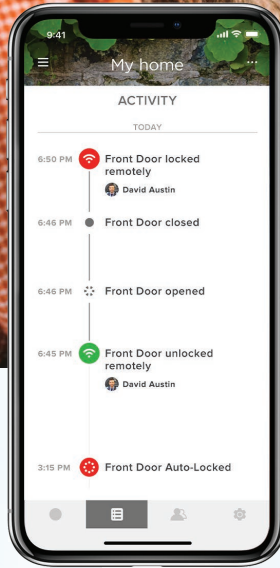 9:41
My home
ACTIVITY
TODAY
6:50 PM Front Door locked
remotely
David Austin
6:46 PM Front Door closed
6:46 PM Front Door opened
6:45 PM Front Door unlocked
remotely
David Austin
3:15 PM Front Door Auto-Locked